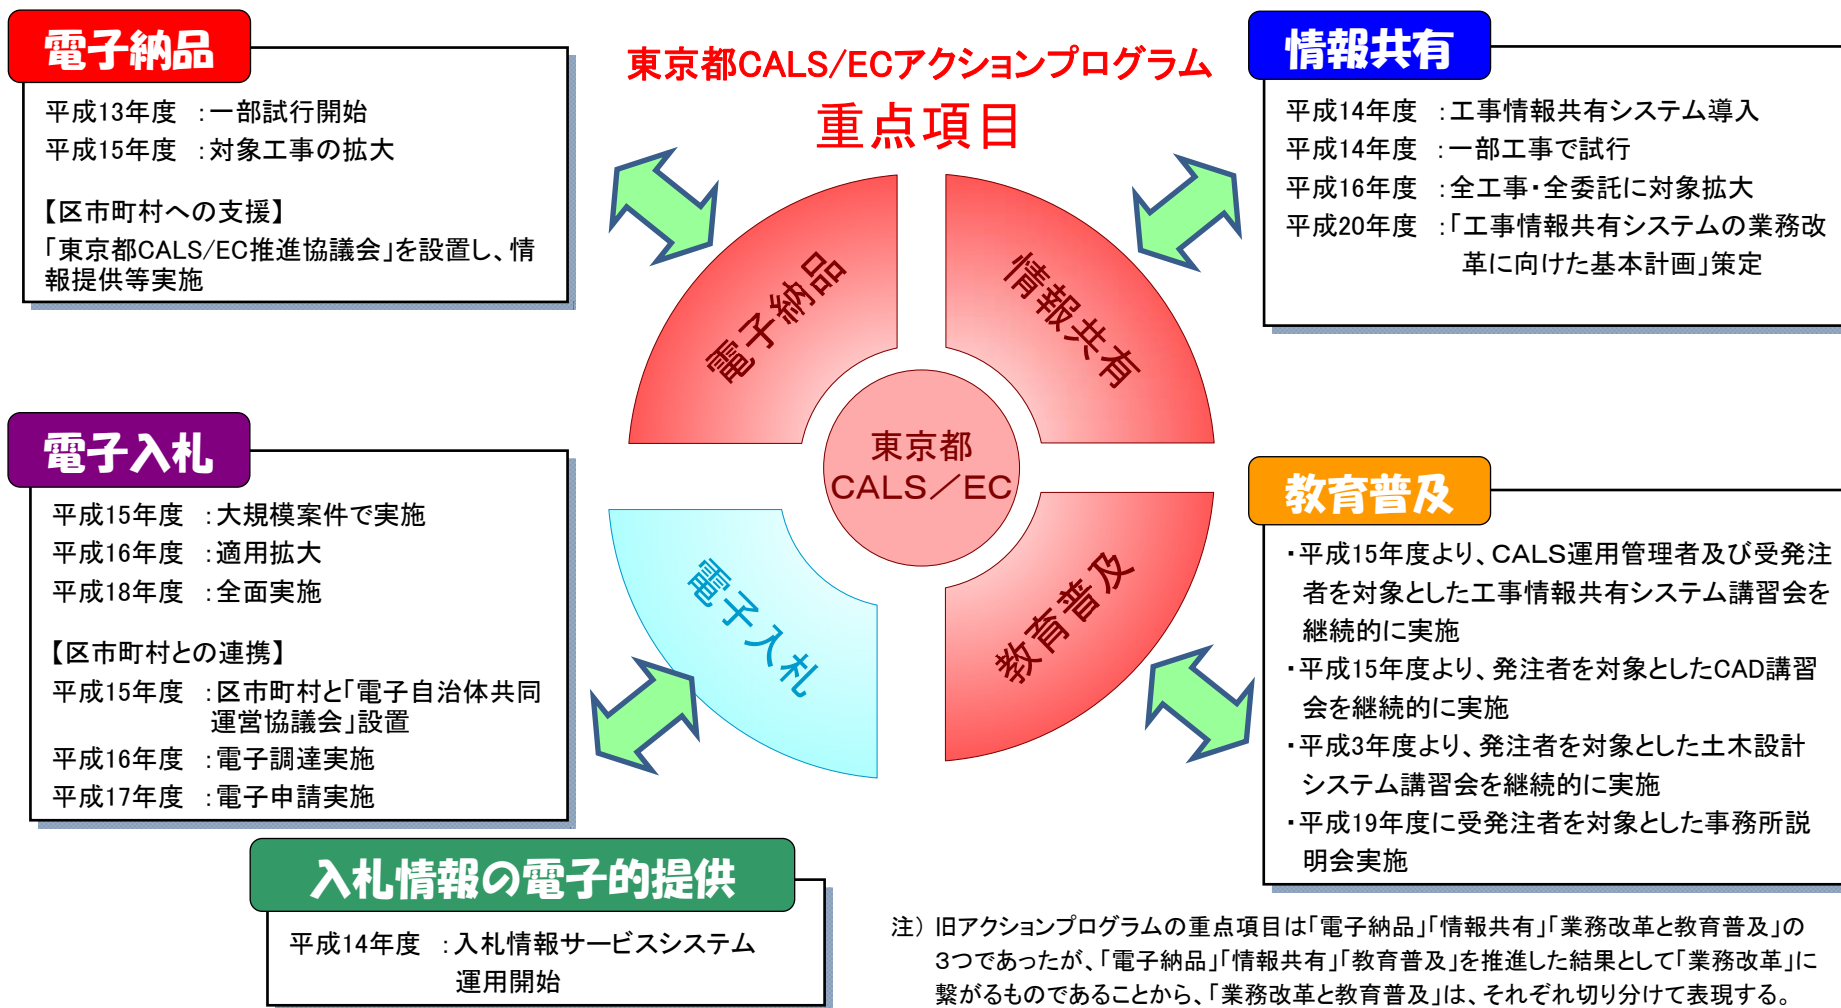 東京都CALS/ECアクションプログラム
重点項目
電子納品
平成13年度 :一部試行開始
平成15年度 :対象工事の拡大
【区市町村への支援】
「東京都CALS/EC推進協議会」を設置し、情
報提供等実施
情報共有
平成14年度 :工事情報共有システム導入
平成14年度 :一部工事で試行
平成16年度 :全工事・全委託に対象拡大
平成20年度 :「工事情報共有システムの業務改
革に向けた基本計画」策定
電子納品
情報共有
東京都
CALS/EC
電子入札
教育普及
電子入札
平成15年度 :大規模案件で実施
平成16年度 :適用拡大
平成18年度 :全面実施
【区市町村との連携】
平成15年度 :区市町村と「電子自治体共同
運営協議会」設置
平成16年度 :電子調達実施
平成17年度 :電子申請実施
教育普及
・平成15年度より、CALS運用管理者及び受発注
者を対象とした工事情報共有システム講習会を
継続的に実施
・平成15年度より、発注者を対象としたCAD講習
会を継続的に実施
・平成3年度より、発注者を対象とした土木設計
システム講習会を継続的に実施
・平成19年度に受発注者を対象とした事務所説
明会実施
入札情報の電子的提供
平成14年度 :入札情報サービスシステム
運用開始
注) 旧アクションプログラムの重点項目は「電子納品」「情報共有」「業務改革と教育普及」の
3つであったが、「電子納品」「情報共有」「教育普及」を推進した結果として「業務改革」に
繋がるものであることから、「業務改革と教育普及」は、それぞれ切り分けて表現する。